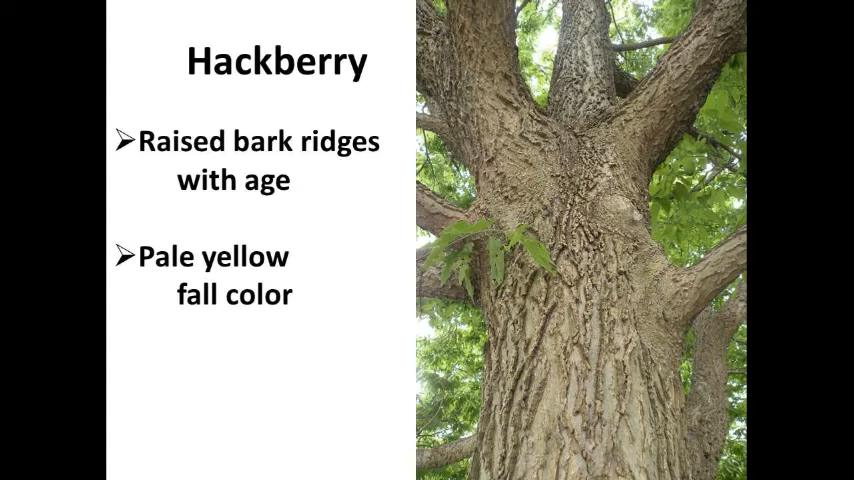 Hackberry
➢Raised bark ridges
with age
➢Pale yellow
fall color